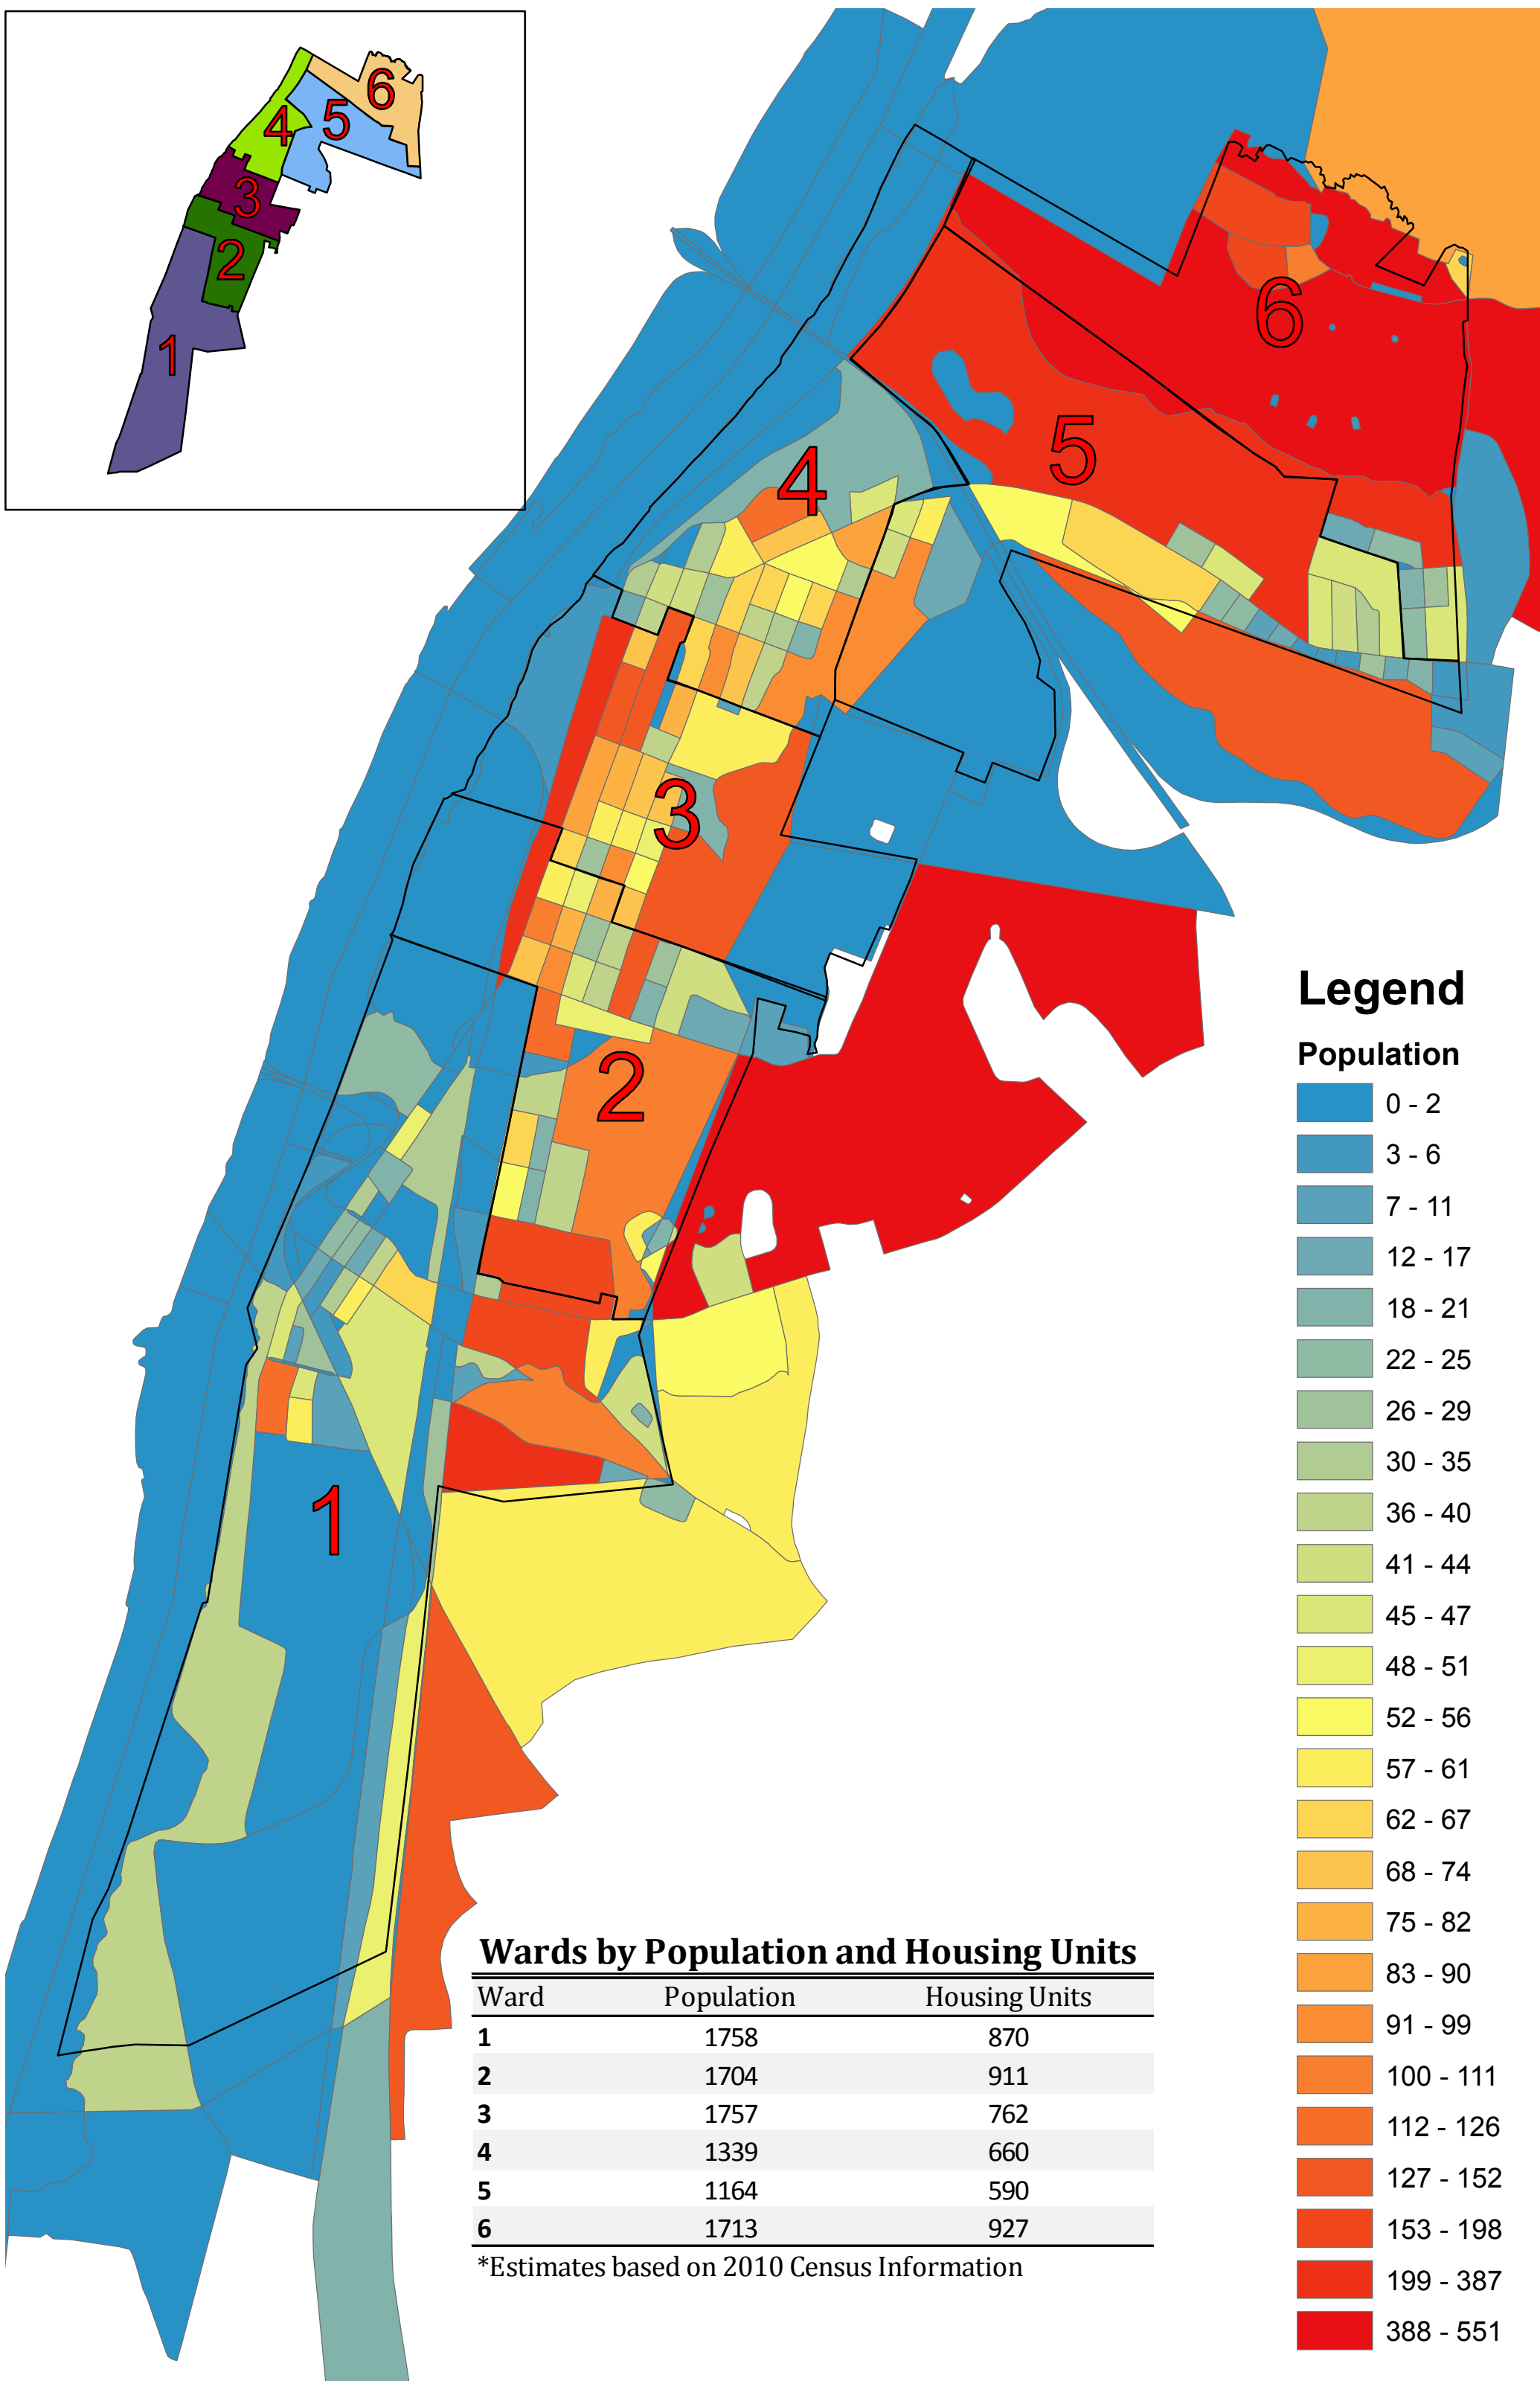 6
5
4
3
2
1
6
5
4
3
2
1
Legend
Population
0 - 2
3 - 6
7 - 11
12 - 17
18 - 21
22 - 25
26 - 29
30 - 35
36 - 40
41 - 44
45 - 47
48 - 51
52 - 56
57 - 61
62 - 67
68 - 74
75 - 82
83 - 90
91 - 99
100 - 111
112 - 126
127 - 152
153 - 198
199 - 387
388 - 551
Wards by Population and Housing Units
Ward Population Housing Units
1 1758 870
2 1704 911
3 1757 762
4 1339 660
5 1164 590
6 1713 927
*Estimates based on 2010 Census Information